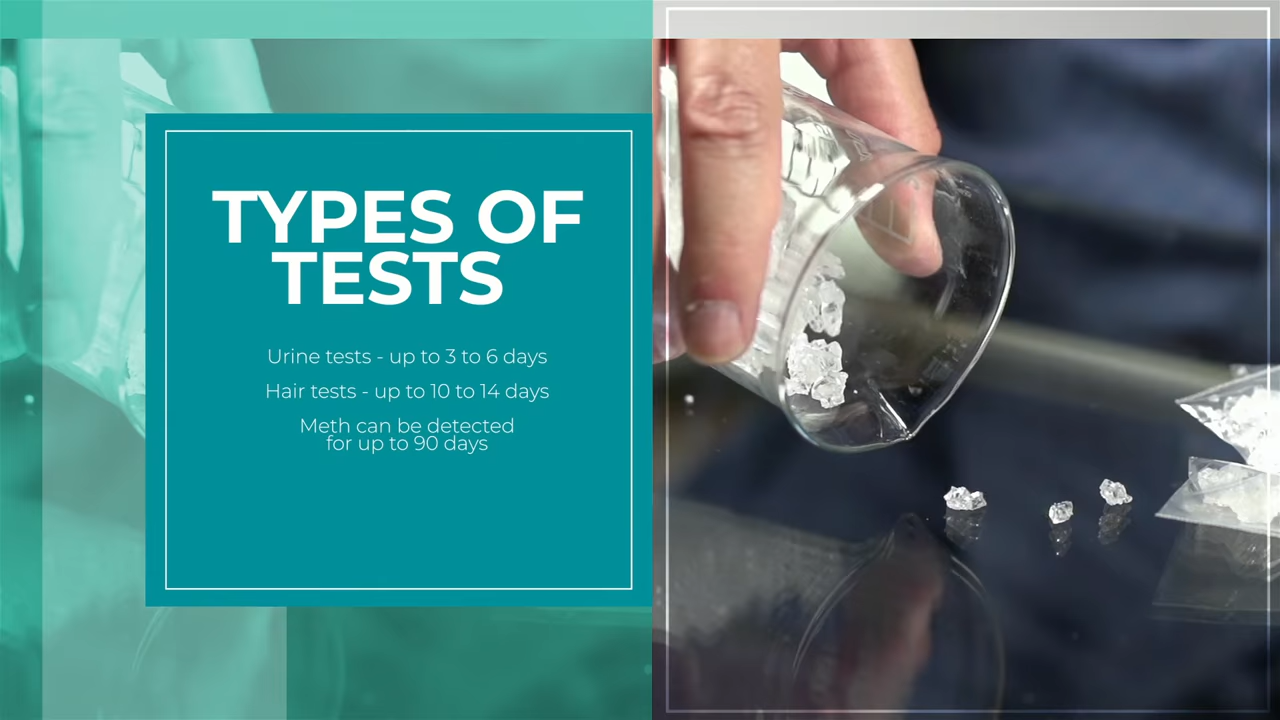 TYPES OF
TESTS
Urine tests - up to 3 to 6 days
Hair tests - up to 10 to 14 days
Meth can be detected
for up to 90 days